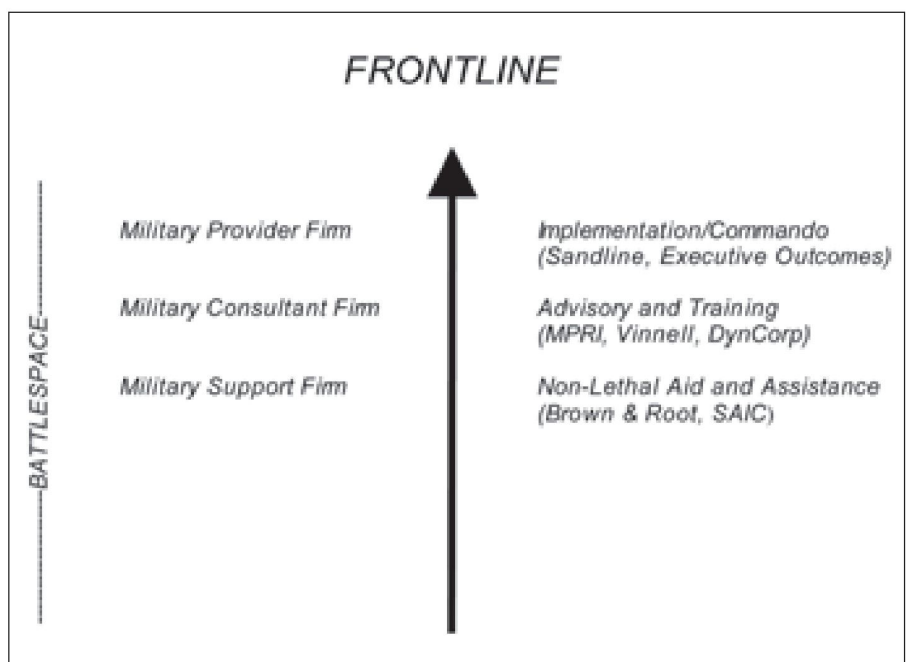 FRONTLINE
BATTLESPACE
Military Provider Firm
Implementation/Commando
(Sandline, Executive Outcomes)
Military Consultant Firm
Advisory and Training
(MPRI, Vinnell, DynCorp)
Military Support Firm
Non-Lethal Aid and Assistance
(Brown & Root, SAIC)